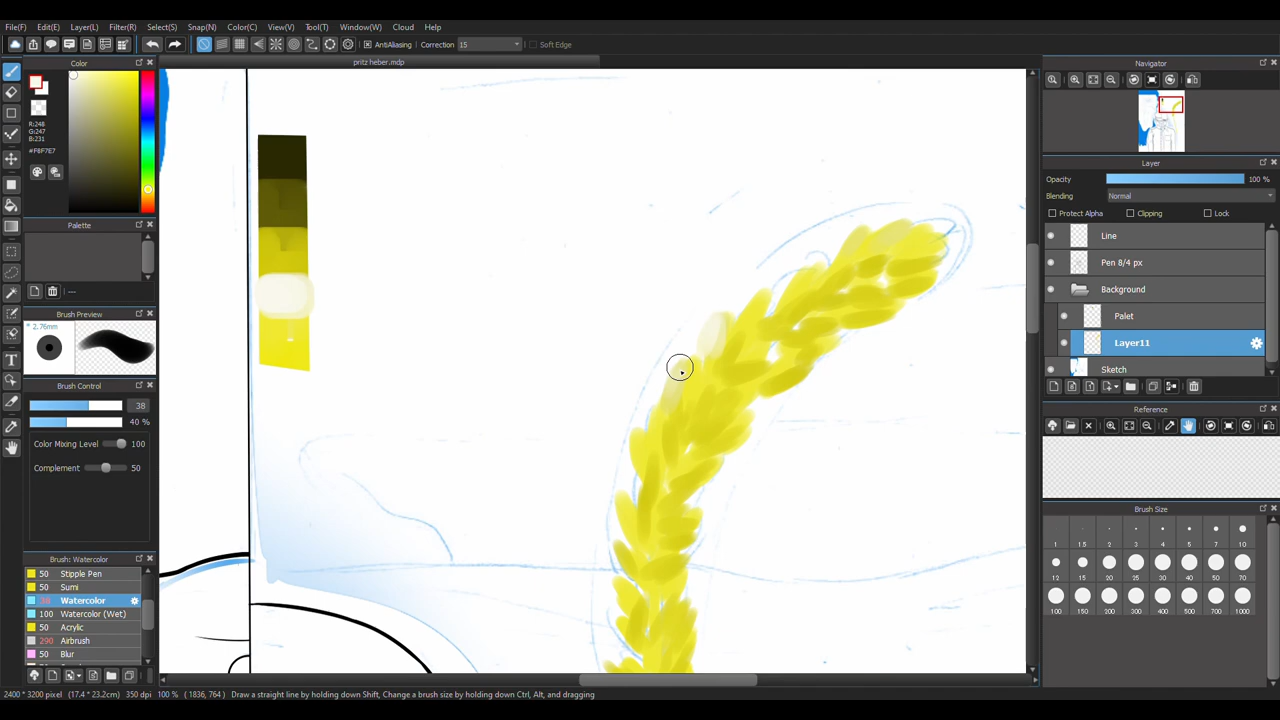 File(F) Edit(E) Layer(L) Filter(R) Select(S) Snap(N) Color(C) View(V) Tool(T) Window(W) Cloud Help
AntiAliasing Correction 15 Soft Edge
Color
pritz heber.mdp
R:248
G:247
B:231
#F8F7E7
Palette
---
Brush Preview
* 2.76mm
Brush Control
38
40 %
Color Mixing Level 100
Complement 50
Brush: Watercolor
50 Stipple Pen
50 Sumi
Watercolor
100 Watercolor (Wet)
50 Acrylic
290 Airbrush
50 Blur
Navigator
Layer
Opacity 100 %
Blending Normal
Protect Alpha Clipping Lock
Line
Pen 8/4 px
Background
Palet
Layer11
Sketch
Reference
Brush Size
1 1.5 2 3 4 5 7 10
12 15 20 25 30 40 50 70
100 150 200 300 400 500 700 1000
2400 * 3200 pixel (17.4 * 23.2cm) 350 dpi 100 % ( 1836, 764 ) Draw a straight line by holding down Shift, Change a brush size by holding down Ctrl, Alt, and dragging